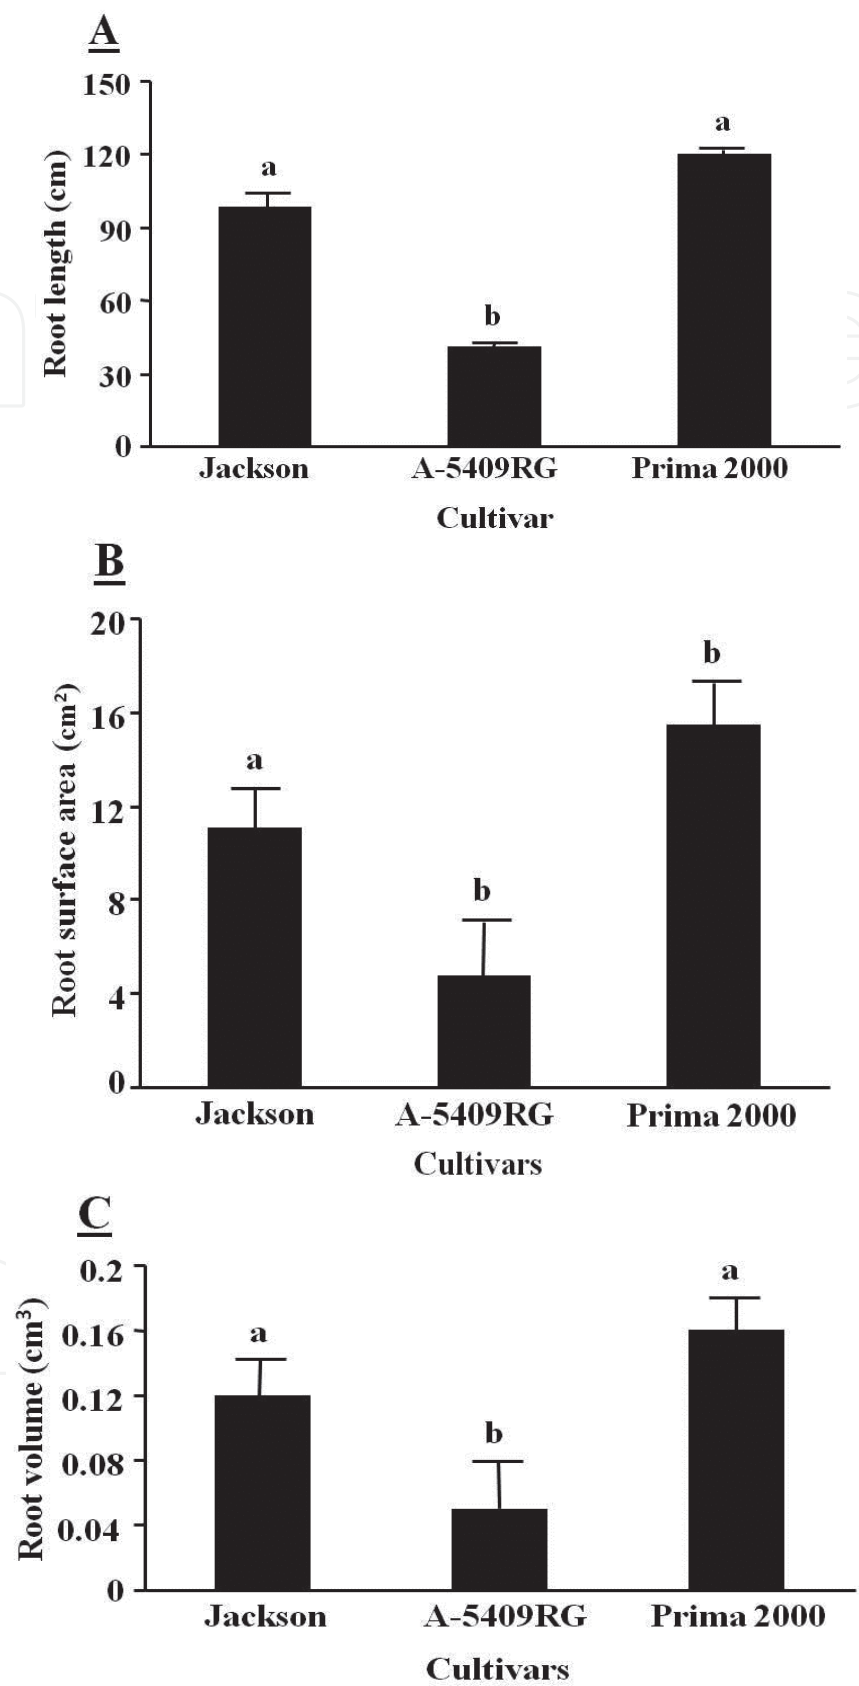 A
150
120
90
60
30
0
Root length (cm)
a
b
a
Jackson A-5409RG Prima 2000
Cultivar
B
20
16
12
8
4
0
Root surface area (cm²)
a
b
b
Jackson A-5409RG Prima 2000
Cultivars
C
0.2
0.16
0.12
0.08
0.04
0
Root volume (cm³)
a
b
a
Jackson A-5409RG Prima 2000
Cultivars